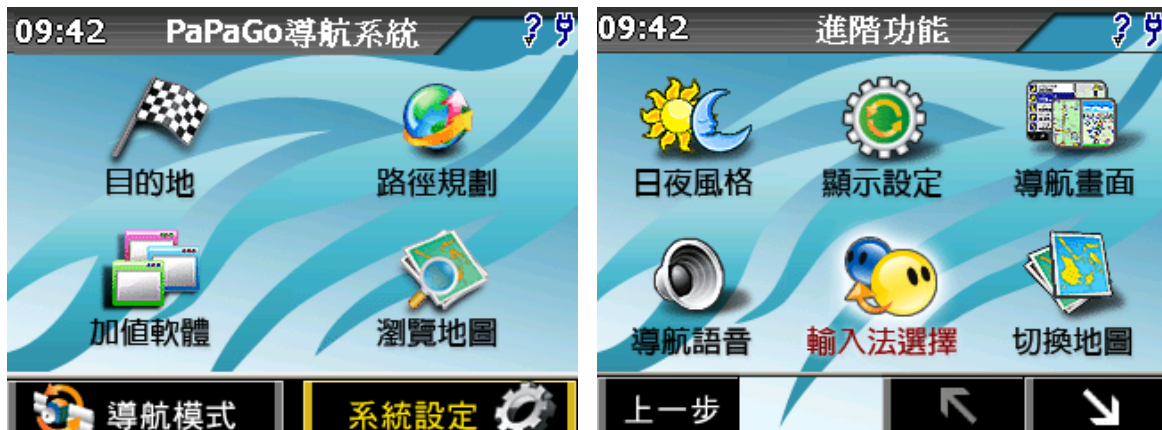 09:42 PaPaGo導航系統
目的地 路徑規劃
加值軟體 瀏覽地圖
導航模式 系統設定
09:42 進階功能
日夜風格 顯示設定 導航畫面
導航語音 輸入法選擇 切換地圖
上一步